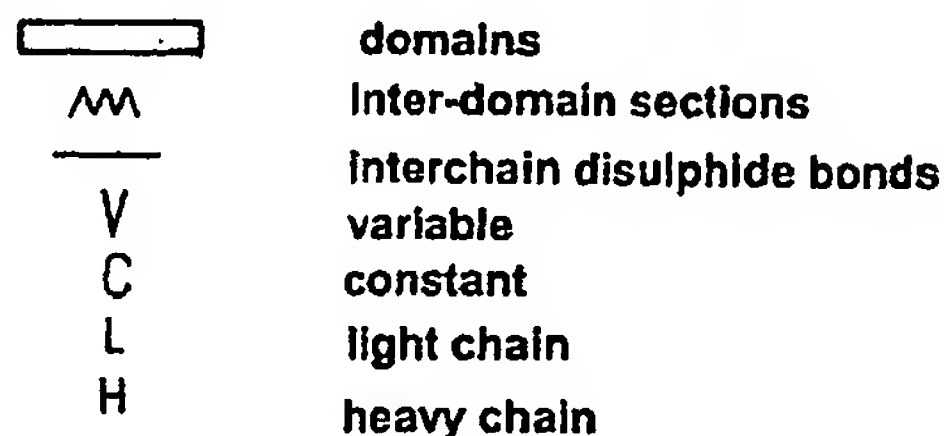 domains
Inter-domain sections
Interchain disulphide bonds
V variable
C constant
L light chain
H heavy chain